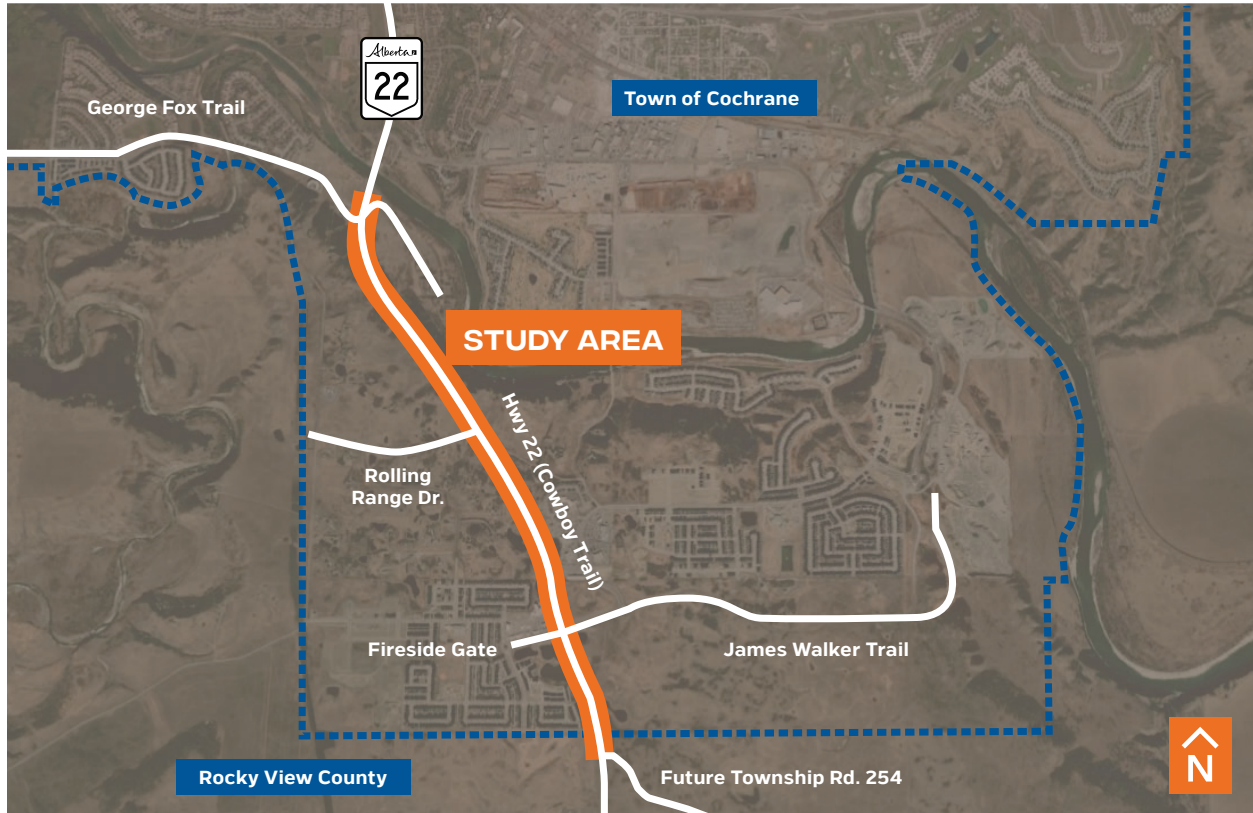 Alberta
22
Town of Cochrane
George Fox Trail
STUDY AREA
Hwy 22 (Cowboy Trail)
Rolling
Range Dr.
Fireside Gate
James Walker Trail
Rocky View County
Future Township Rd. 254
N